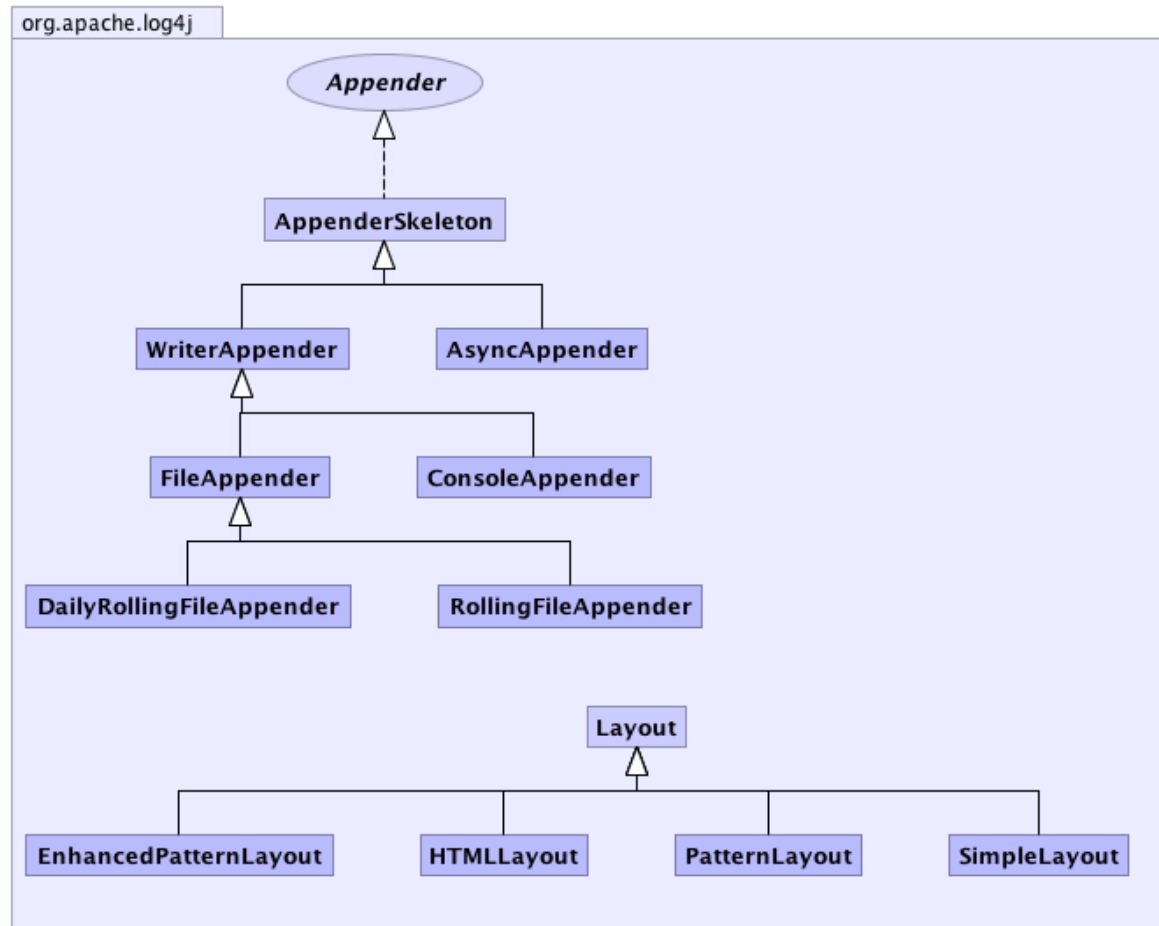 org.apache.log4j
Appender
AppenderSkeleton
WriterAppender
AsyncAppender
FileAppender
ConsoleAppender
DailyRollingFileAppender
RollingFileAppender
Layout
EnhancedPatternLayout
HTMLLayout
PatternLayout
SimpleLayout